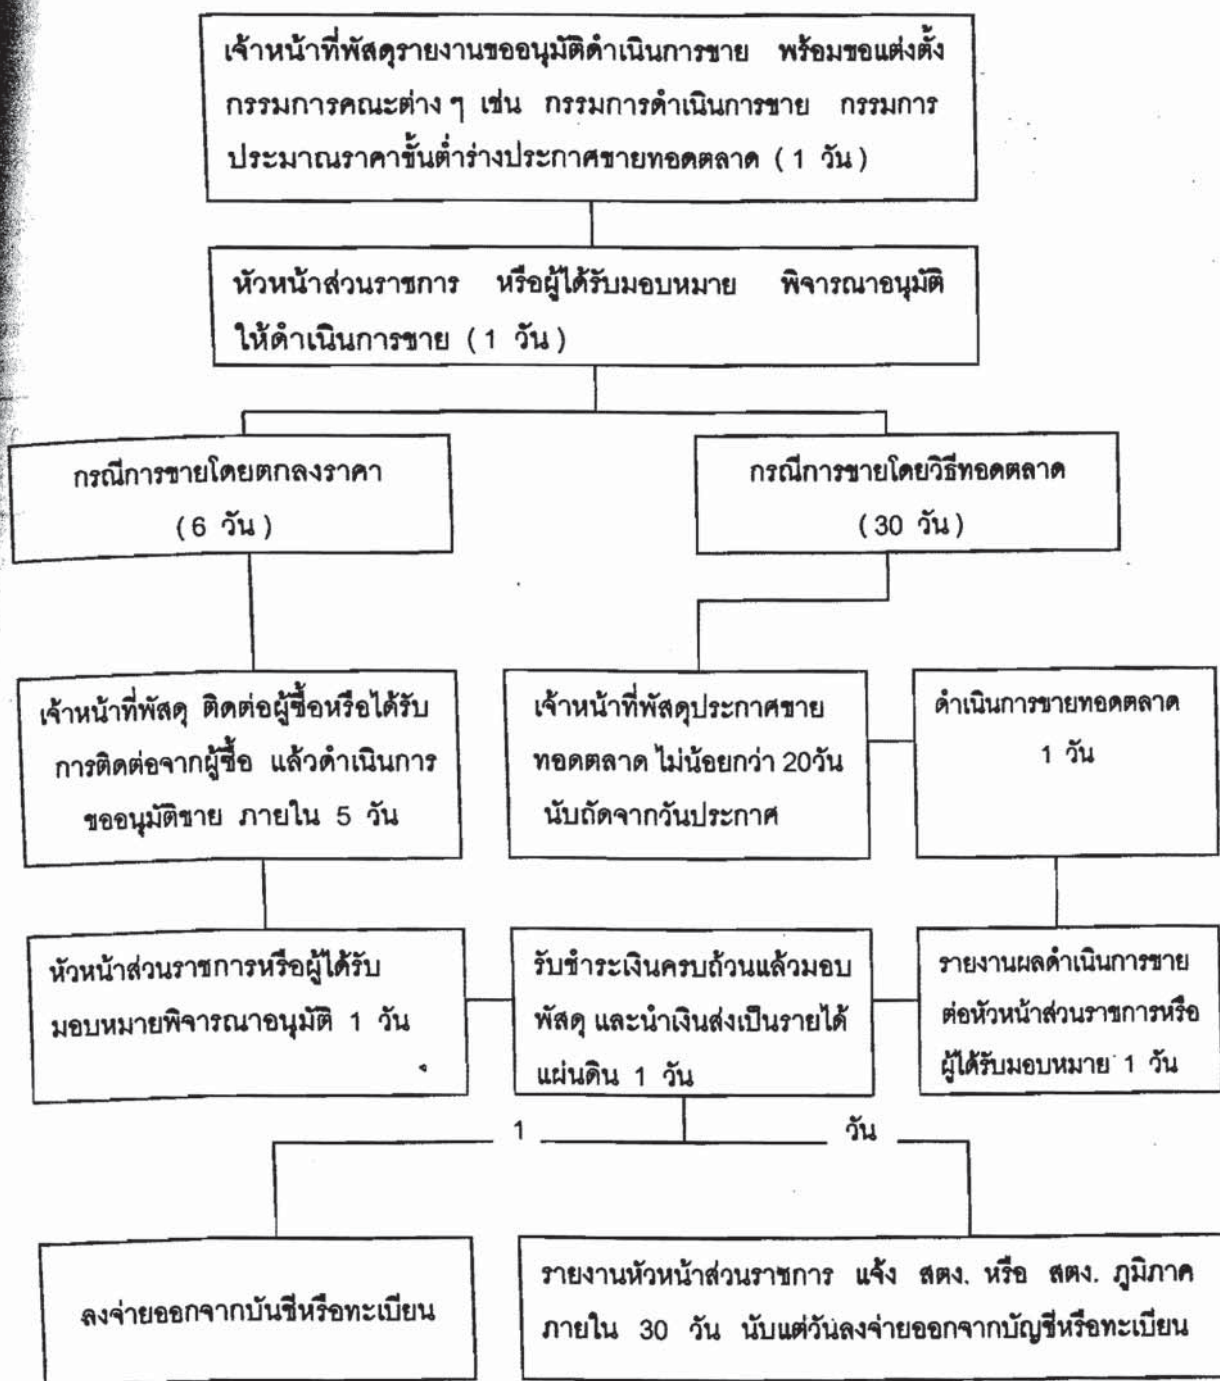 เจ้าหน้าที่พัสดุรายงานขออนุมัติดำเนินการขาย พร้อมขอแต่งตั้ง
กรรมการคณะต่าง ๆ เช่น กรรมการดำเนินการขาย กรรมการ
ประมาณราคาขั้นต่ำร่างประกาศขายทอดตลาด ( 1 วัน )
หัวหน้าส่วนราชการ หรือผู้ได้รับมอบหมาย พิจารณาอนุมัติ
ให้ดำเนินการขาย ( 1 วัน )
กรณีการขายโดยตกลงราคา
( 6 วัน )
กรณีการขายโดยวิธีทอดตลาด
( 30 วัน )
เจ้าหน้าที่พัสดุ ติดต่อผู้ซื้อหรือได้รับ
การติดต่อจากผู้ซื้อ แล้วดำเนินการ
ขออนุมัติขาย ภายใน 5 วัน
เจ้าหน้าที่พัสดุประกาศขาย
ทอดตลาด ไม่น้อยกว่า 20วัน
นับถัดจากวันประกาศ
ดำเนินการขายทอดตลาด
1 วัน
หัวหน้าส่วนราชการหรือผู้ได้รับ
มอบหมายพิจารณาอนุมัติ 1 วัน
รับชำระเงินครบถ้วนแล้วมอบ
พัสดุ และนำเงินส่งเป็นรายได้
แผ่นดิน 1 วัน
รายงานผลดำเนินการขาย
ต่อหัวหน้าส่วนราชการหรือ
ผู้ได้รับมอบหมาย 1 วัน
1 วัน
ลงจ่ายออกจากบันชีหรือทะเบียน
รายงานหัวหน้าส่วนราชการ แจ้ง สตง. หรือ สตง. ภูมิภาค
ภายใน 30 วัน นับแต่วันลงจ่ายออกจากบัญชีหรือทะเบียน